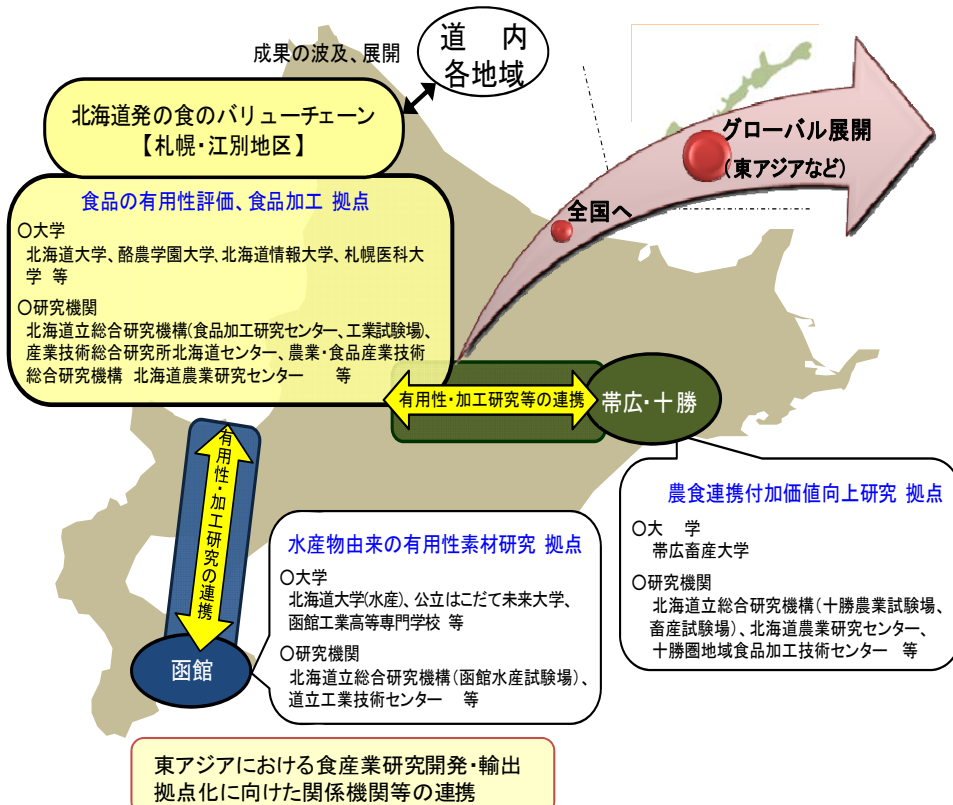 成果の波及、展開
道　内
各地域
北海道発の食のバリューチェーン
【札幌・江別地区】
グローバル展開
(東アジアなど)
全国へ
食品の有用性評価、食品加工 拠点
○大学
北海道大学、酪農学園大学、北海道情報大学、札幌医科大
学 等
○研究機関
北海道立総合研究機構(食品加工研究センター、工業試験場)、
産業技術総合研究所北海道センター、農業・食品産業技術
総合研究機構 北海道農業研究センター　等
有用性・加工研究等の連携
帯広・十勝
有用性・加工研究の連携
函館
農食連携付加価値向上研究 拠点
○大　学
帯広畜産大学
○研究機関
北海道立総合研究機構(十勝農業試験場、
畜産試験場)、北海道農業研究センター、
十勝圏地域食品加工技術センター 等
水産物由来の有用性素材研究 拠点
○大学
北海道大学(水産)、公立はこだて未来大学、
函館工業高等専門学校 等
○研究機関
北海道立総合研究機構(函館水産試験場)、
道立工業技術センター 等
東アジアにおける食産業研究開発・輸出
拠点化に向けた関係機関等の連携